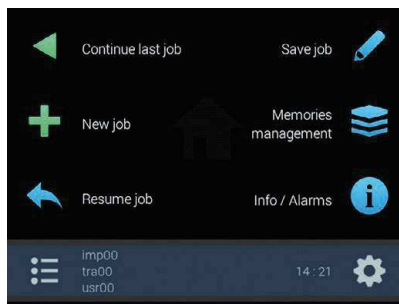 Continue last job
Save job
New job
Memories
management
Resume job
Info / Alarms
imp00
tra00
usr00
14 : 21